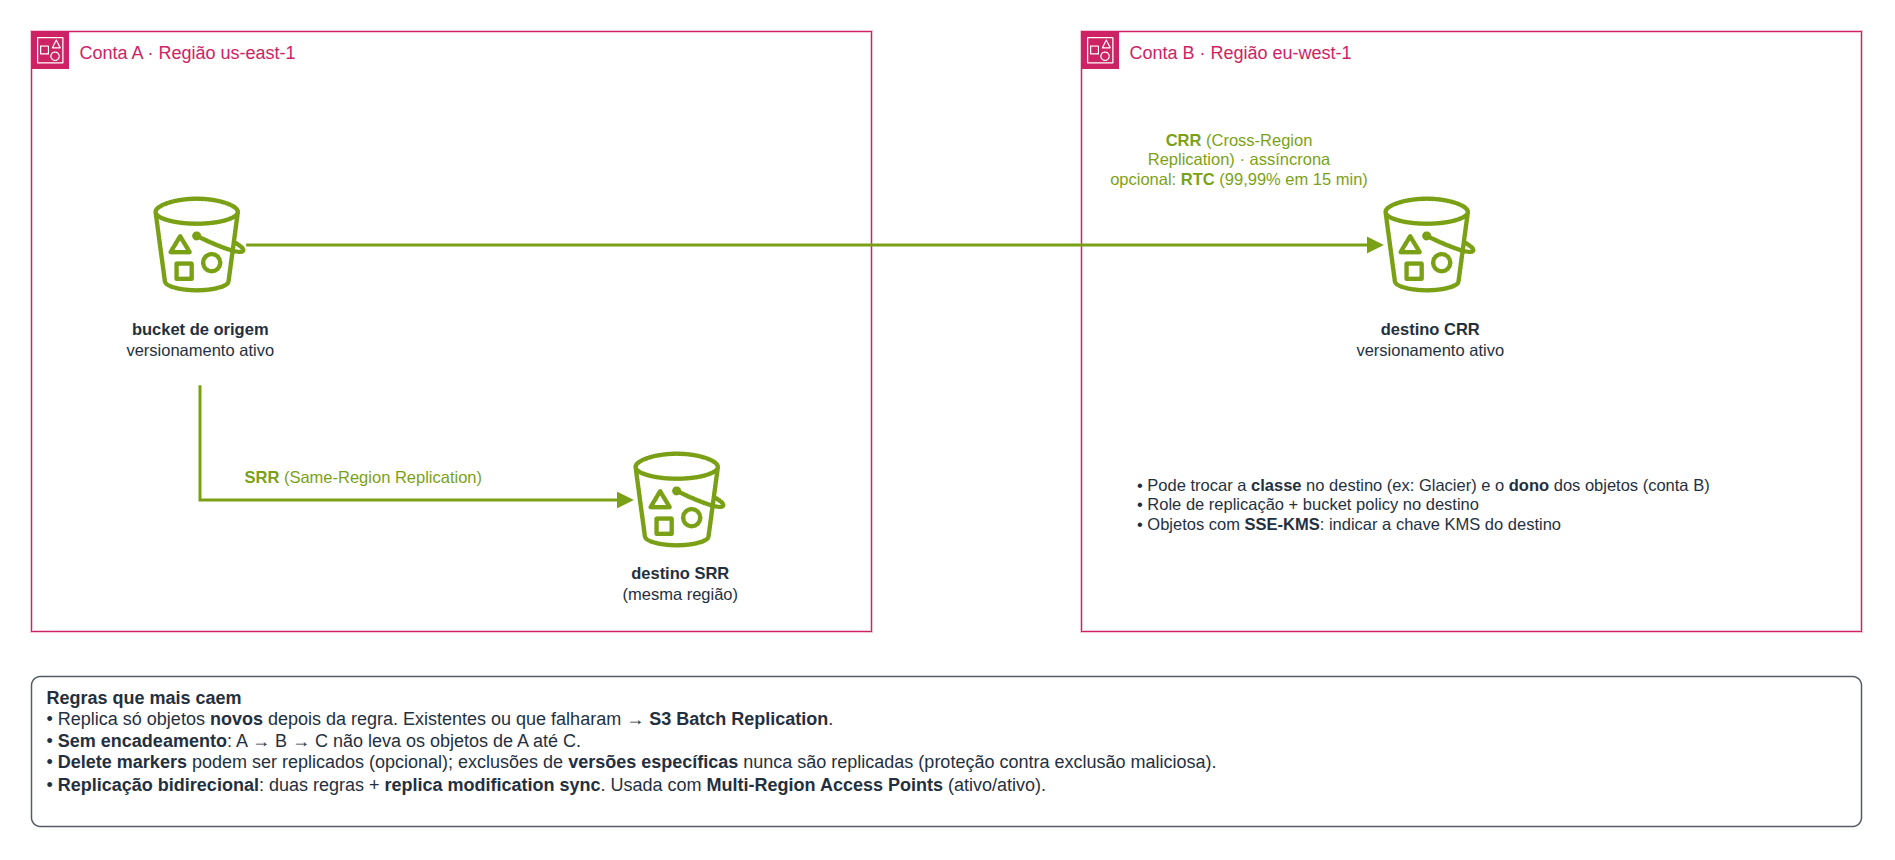 Conta A · Região us-east-1
Conta B · Região eu-west-1
CRR (Cross-Region
Replication) · assíncrona
opcional: RTC (99,99% em 15 min)
bucket de origem
versionamento ativo
destino CRR
versionamento ativo
SRR (Same-Region Replication)
destino SRR
(mesma região)
• Pode trocar a classe no destino (ex: Glacier) e o dono dos objetos (conta B)
• Role de replicação + bucket policy no destino
• Objetos com SSE-KMS: indicar a chave KMS do destino
Regras que mais caem
• Replica só objetos novos depois da regra. Existentes ou que falharam → S3 Batch Replication.
• Sem encadeamento: A → B → C não leva os objetos de A até C.
• Delete markers podem ser replicados (opcional); exclusões de versões específicas nunca são replicadas (proteção contra exclusão maliciosa).
• Replicação bidirecional: duas regras + replica modification sync. Usada com Multi-Region Access Points (ativo/ativo).